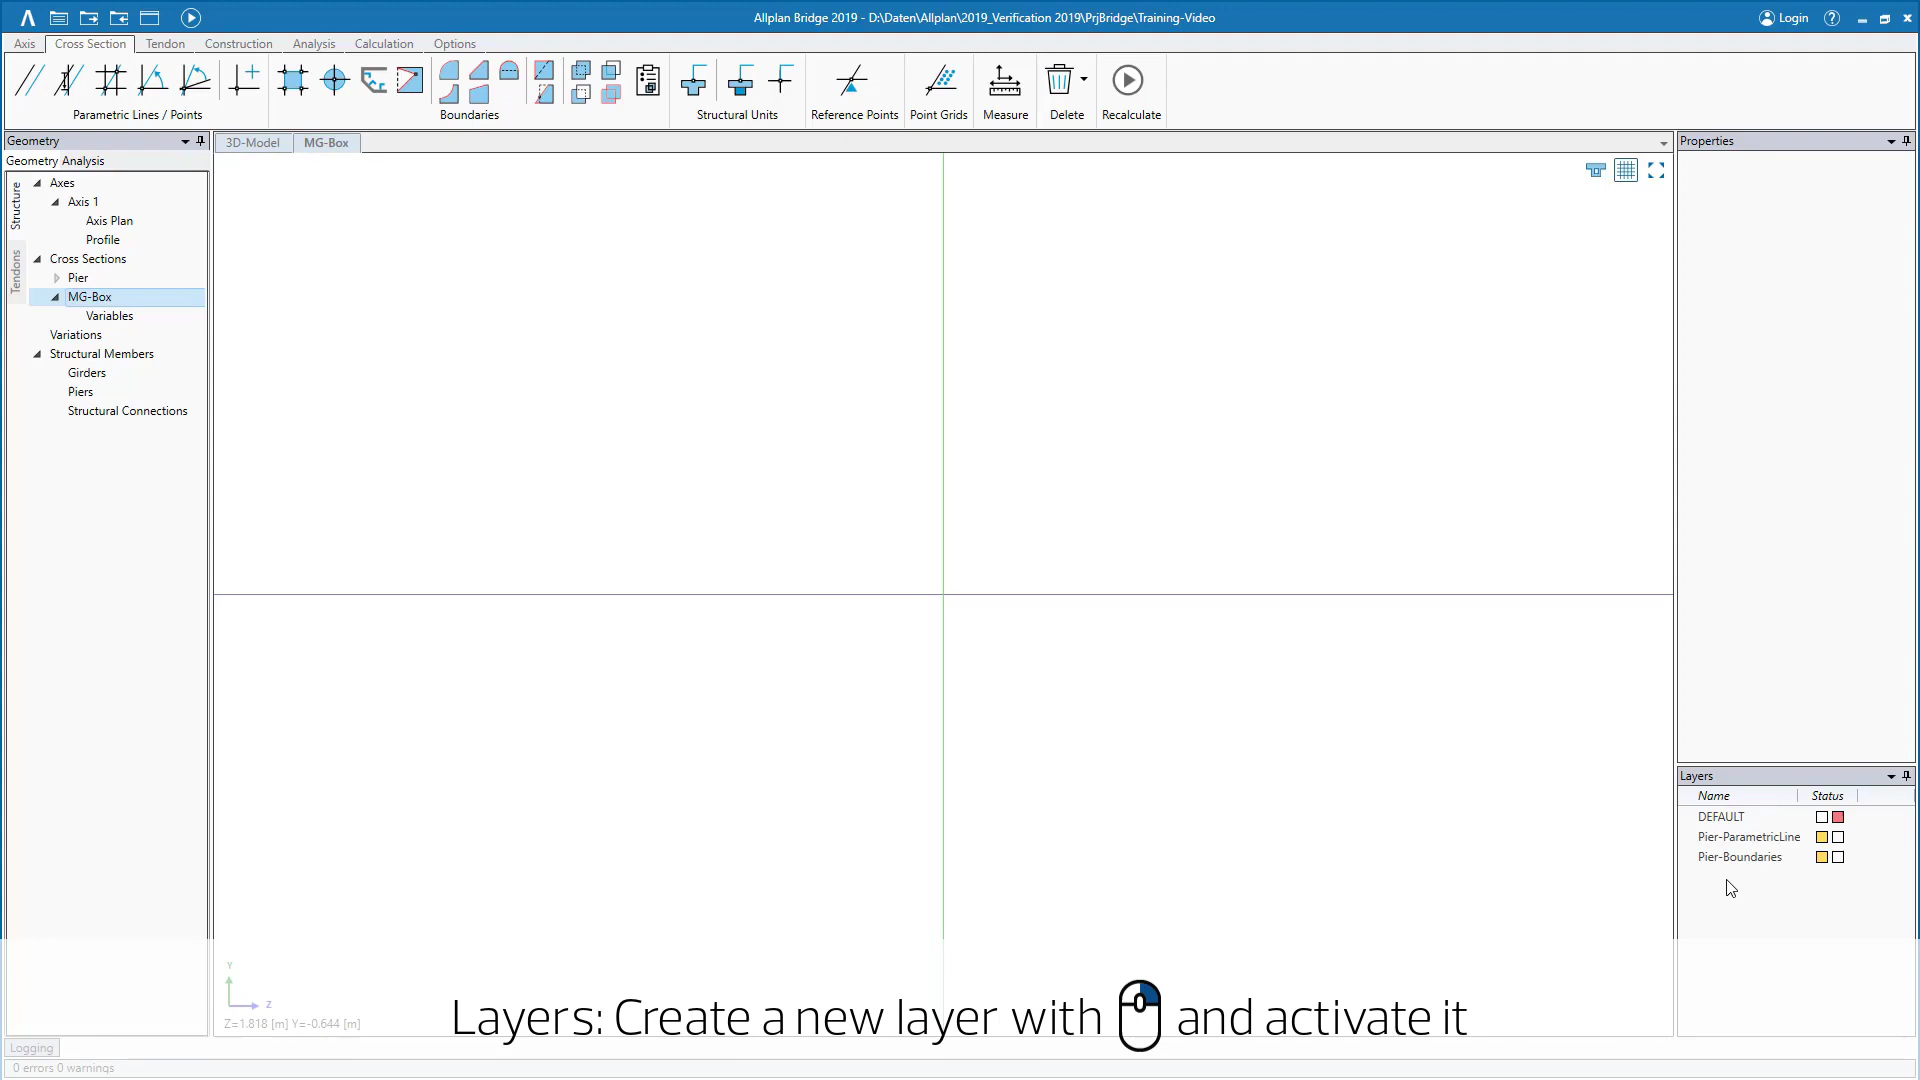 Allplan Bridge 2019 - D:\Daten\Allplan\2019_Verification 2019\PrjBridge\Training-Video
Login
Axis
Cross Section
Tendon
Construction
Analysis
Calculation
Options
Parametric Lines / Points
Boundaries
Structural Units
Reference Points
Point Grids
Measure
Delete
Recalculate
Geometry
Geometry Analysis
Structure
Tendons
Axes
Axis 1
Axis Plan
Profile
Cross Sections
Pier
MG-Box
Variables
Variations
Structural Members
Girders
Piers
Structural Connections
3D-Model
MG-Box
Properties
Layers
Name Status
DEFAULT
Pier-ParametricLine
Pier-Boundaries
Y
Z
Z=1.818 [m] Y=-0.644 [m]
Layers: Create a new layer with and activate it
Logging
0 errors 0 warnings